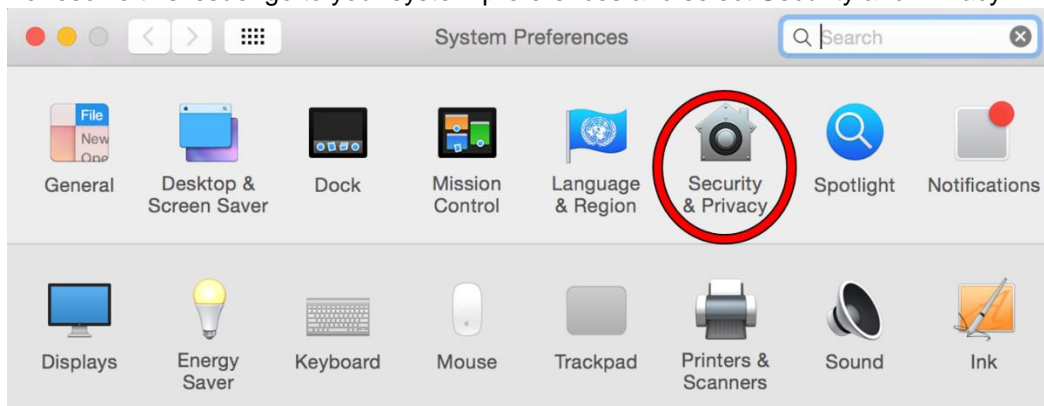 System Preferences
Search
File
New
Ope
General
Desktop &
Screen Saver
Dock
Mission
Control
Language
& Region
Security
& Privacy
Spotlight
Notifications
Displays
Energy
Saver
Keyboard
Mouse
Trackpad
Printers &
Scanners
Sound
Ink